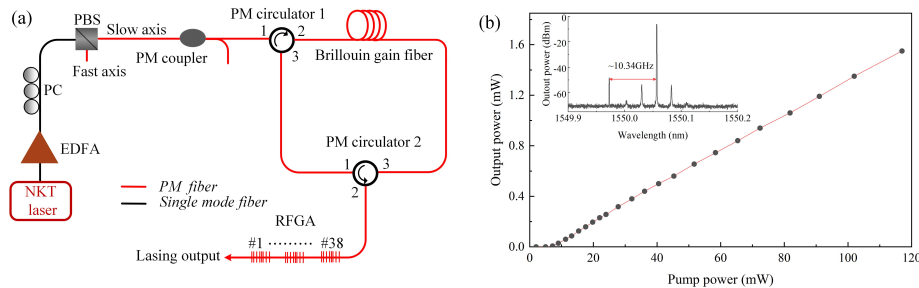 (a)
PBS
Slow axis
PM circulator 1
1 2
3
PM coupler
Brillouin gain fiber
Fast axis
PC
EDFA
PM circulator 2
1 3
2
NKT
laser
PM fiber
Single mode fiber
RFGA
#1 ········· #38
Lasing output
(b)
Output power (mW)
1.6
1.2
0.8
0.4
0.0
0 20 40 60 80 100 120
Pump power (mW)
Outout power (dBm)
0
-20
-40
-60
~10.34GHz
1549.9 1550.0 1550.1 1550.2
Wavelength (nm)